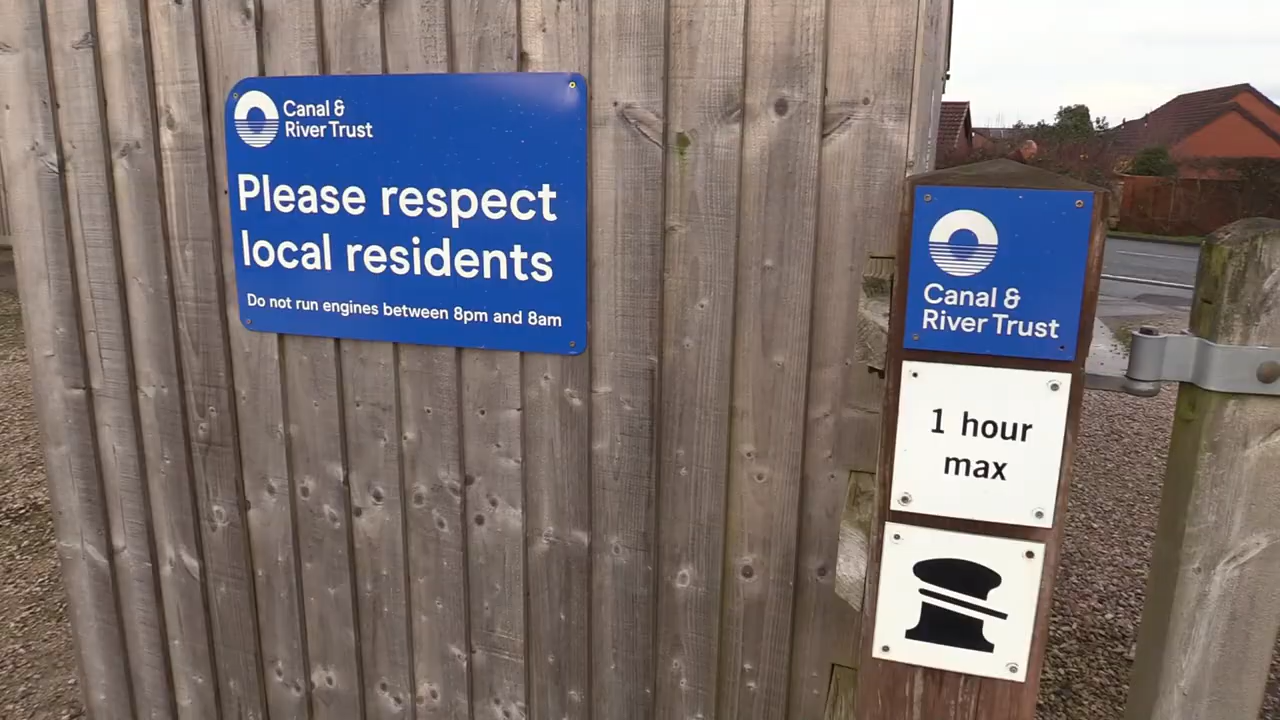 Canal &
River Trust
Please respect
local residents
Do not run engines between 8pm and 8am
Canal &
River Trust
1 hour
max